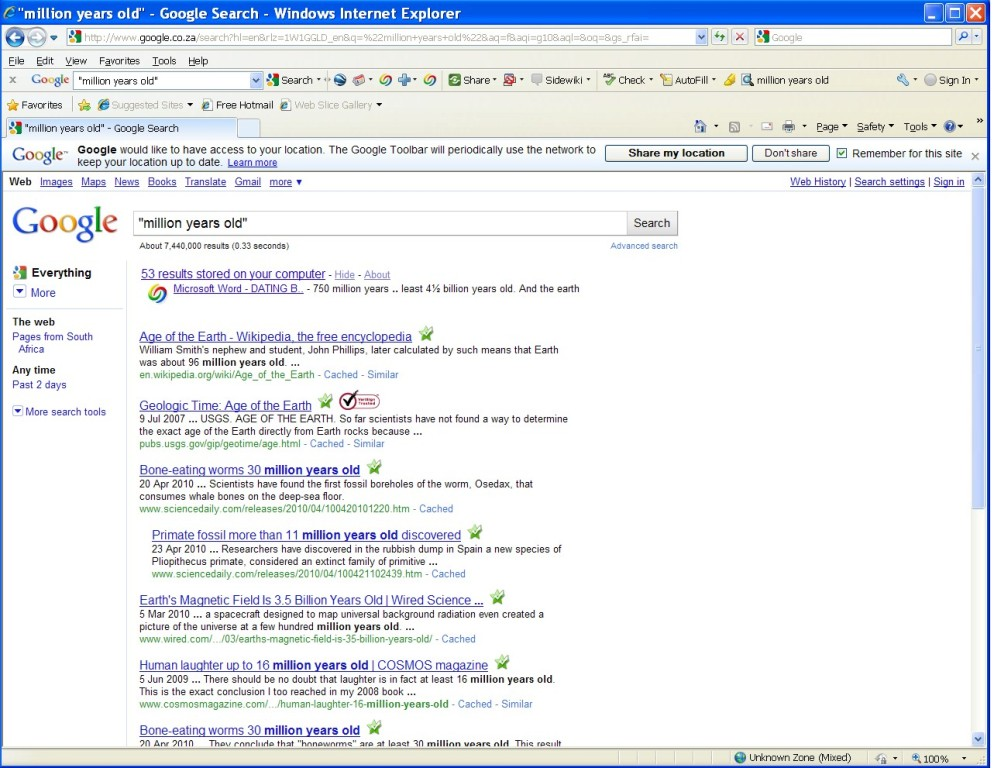 "million years old" - Google Search - Windows Internet Explorer
http://www.google.co.za/search?hl=en&rlz=1W1GGLD_en&q=%22million+years+old%22&aq=f&aqi=g10&aql=&oq=&gs_rfai=
Google
File Edit View Favorites Tools Help
x Google "million years old" Search Share Sidewiki Check AutoFill million years old Sign In
Favorites Suggested Sites Free Hotmail Web Slice Gallery
"million years old" - Google Search Page Safety Tools
Google Google would like to have access to your location. The Google Toolbar will periodically use the network to keep your location up to date. Learn more Share my location Don't share Remember for this site
Web Images Maps News Books Translate Gmail more Web History | Search settings | Sign in
Google "million years old" Search
About 7,440,000 results (0.33 seconds) Advanced search
Everything
More
The web
Pages from South
Africa
Any time
Past 2 days
More search tools
53 results stored on your computer - Hide - About
Microsoft Word - DATING B.. - 750 million years .. least 4½ billion years old. And the earth
Age of the Earth - Wikipedia, the free encyclopedia
William Smith's nephew and student, John Phillips, later calculated by such means that Earth
was about 96 million years old. ...
en.wikipedia.org/wiki/Age_of_the_Earth - Cached - Similar
Geologic Time: Age of the Earth
9 Jul 2007 ... USGS. AGE OF THE EARTH. So far scientists have not found a way to determine
the exact age of the Earth directly from Earth rocks because ...
pubs.usgs.gov/gip/geotime/age.html - Cached - Similar
Bone-eating worms 30 million years old
20 Apr 2010 ... Scientists have found the first fossil boreholes of the worm, Osedax, that
consumes whale bones on the deep-sea floor.
www.sciencedaily.com/releases/2010/04/100420101220.htm - Cached
Primate fossil more than 11 million years old discovered
23 Apr 2010 ... Researchers have discovered in the rubbish dump in Spain a new species of
Pliopithecus primate, considered an extinct family of primitive ...
www.sciencedaily.com/releases/2010/04/100421102439.htm - Cached
Earth's Magnetic Field Is 3.5 Billion Years Old | Wired Science ...
5 Mar 2010 ... a spacecraft designed to map universal background radiation even created a
picture of the universe at a few hundred million years old. ...
www.wired.com/.../03/earths-magnetic-field-is-35-billion-years-old/ - Cached
Human laughter up to 16 million years old | COSMOS magazine
5 Jun 2009 ... There should be no doubt that laughter is in fact at least 16 million years old.
This is the exact conclusion I too reached in my 2008 book ...
www.cosmosmagazine.com/.../human-laughter-16-million-years-old - Cached - Similar
Bone-eating worms 30 million years old
20 Apr 2010 ... They conclude that "boneworms" are at least 30 million years old. This result
Unknown Zone (Mixed) 100%